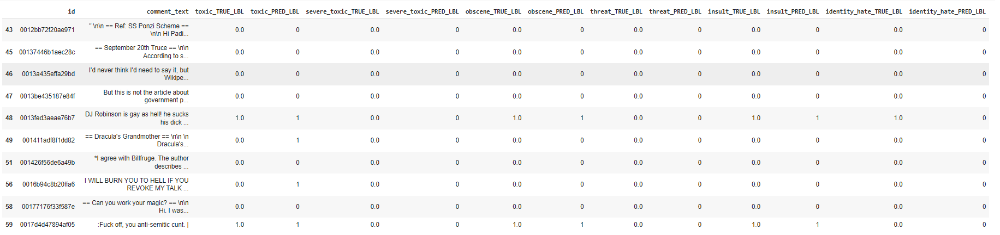 id comment_text toxic_TRUE_LBL toxic_PRED_LBL severe_toxic_TRUE_LBL severe_toxic_PRED_LBL obscene_TRUE_LBL obscene_PRED_LBL threat_TRUE_LBL threat_PRED_LBL insult_TRUE_LBL insult_PRED_LBL identity_hate_TRUE_LBL identity_hate_PRED_LBL
43 0012bb72f20ae971 " \n\n == Ref: SS Ponzi Scheme == 0.0 0 0.0 0 0.0 0 0.0 0 0.0 0 0.0 0
\n\n Hi Padi...
45 00137446b1aec28c == September 20th Truce == \n\n 0.0 0 0.0 0 0.0 0 0.0 0 0.0 0 0.0 0
According to s...
46 0013a435effa29bd I'd never think I'd need to say it, but 0.0 0 0.0 0 0.0 0 0.0 0 0.0 0 0.0 0
Wikipe...
47 0013be435187e84f But this is not the article about 0.0 0 0.0 0 0.0 0 0.0 0 0.0 0 0.0 0
government p...
48 0013fed3aeae76b7 DJ Robinson is gay as hell! he sucks 1.0 1 0.0 0 1.0 1 0.0 0 1.0 1 1.0 0
his dick ...
49 001411adf8f1dd82 == Dracula's Grandmother == \n\n \n 0.0 1 0.0 0 0.0 0 0.0 0 0.0 0 0.0 0
Dracula's...
51 001426f56de6a49b *I agree with Billfruge. The author 0.0 0 0.0 0 0.0 0 0.0 0 0.0 0 0.0 0
describes ...
56 0016b94c8b20ffa6 I WILL BURN YOU TO HELL IF YOU 0.0 1 0.0 0 0.0 0 0.0 0 0.0 0 0.0 0
REVOKE MY TALK ...
58 00177176f33f587e == Can you work your magic? == \n\n 0.0 0 0.0 0 0.0 0 0.0 0 0.0 0 0.0 0
Hi. I was...
59 0017d4d47894af05 :Fuck off, you anti-semitic cunt. | 1.0 1 0.0 0 1.0 1 0.0 0 1.0 1 0.0 0